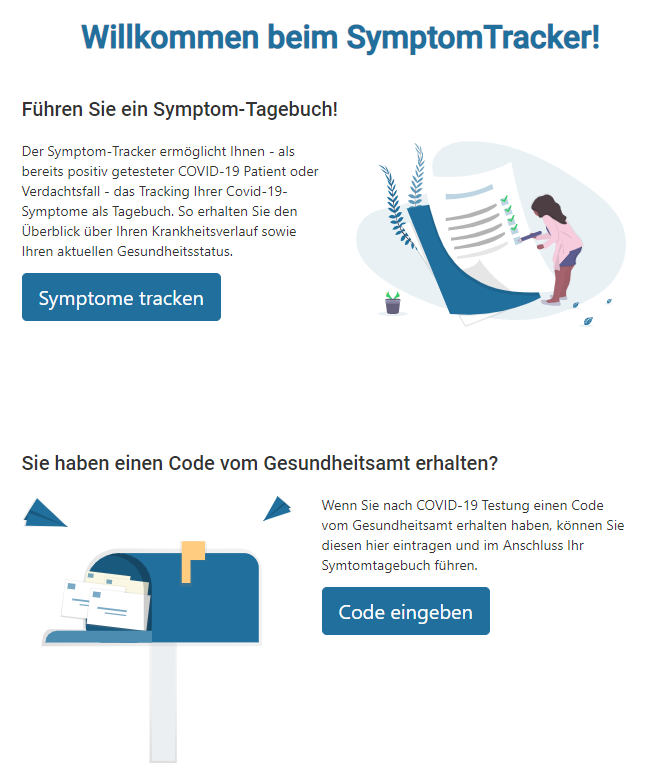 Willkommen beim SymptomTracker!
Führen Sie ein Symptom-Tagebuch!
Der Symptom-Tracker ermöglicht Ihnen - als
bereits positiv getesteter COVID-19 Patient oder
Verdachtsfall - das Tracking Ihrer Covid-19-
Symptome als Tagebuch. So erhalten Sie den
Überblick über Ihren Krankheitsverlauf sowie
Ihren aktuellen Gesundheitsstatus.
Symptome tracken
Sie haben einen Code vom Gesundheitsamt erhalten?
Wenn Sie nach COVID-19 Testung einen Code
vom Gesundheitsamt erhalten haben, können Sie
diesen hier eintragen und im Anschluss Ihr
Symtomtagebuch führen.
Code eingeben